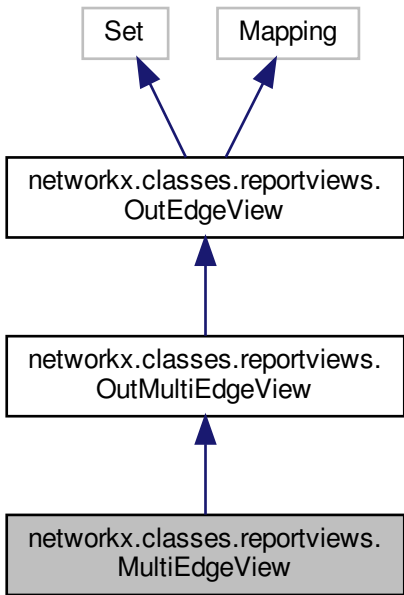 Set
Mapping
networkx.classes.reportviews.
OutEdgeView
networkx.classes.reportviews.
OutMultiEdgeView
networkx.classes.reportviews.
MultiEdgeView